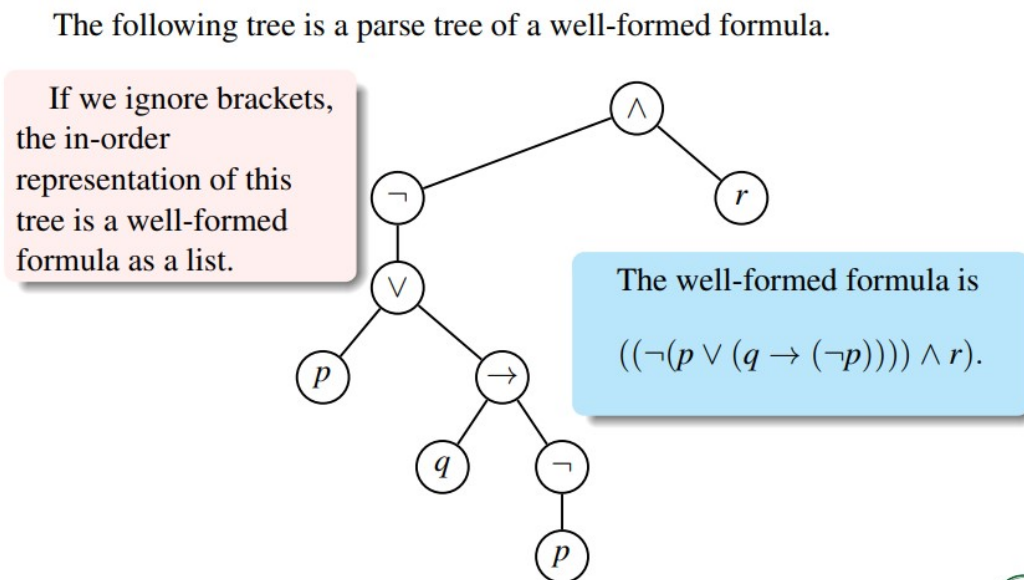 The following tree is a parse tree of a well-formed formula.
If we ignore brackets,
the in-order
representation of this
tree is a well-formed
formula as a list.
∧
¬
r
∨
p
→
q
¬
p
The well-formed formula is
((¬(p ∨ (q → (¬p)))) ∧ r).